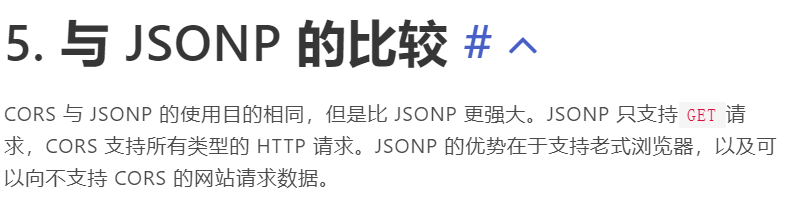 5. 与 JSONP 的比较 # ^
CORS 与 JSONP 的使用目的相同，但是比 JSONP 更强大。JSONP 只支持 GET 请
求，CORS 支持所有类型的 HTTP 请求。JSONP 的优势在于支持老式浏览器，以及可
以向不支持 CORS 的网站请求数据。